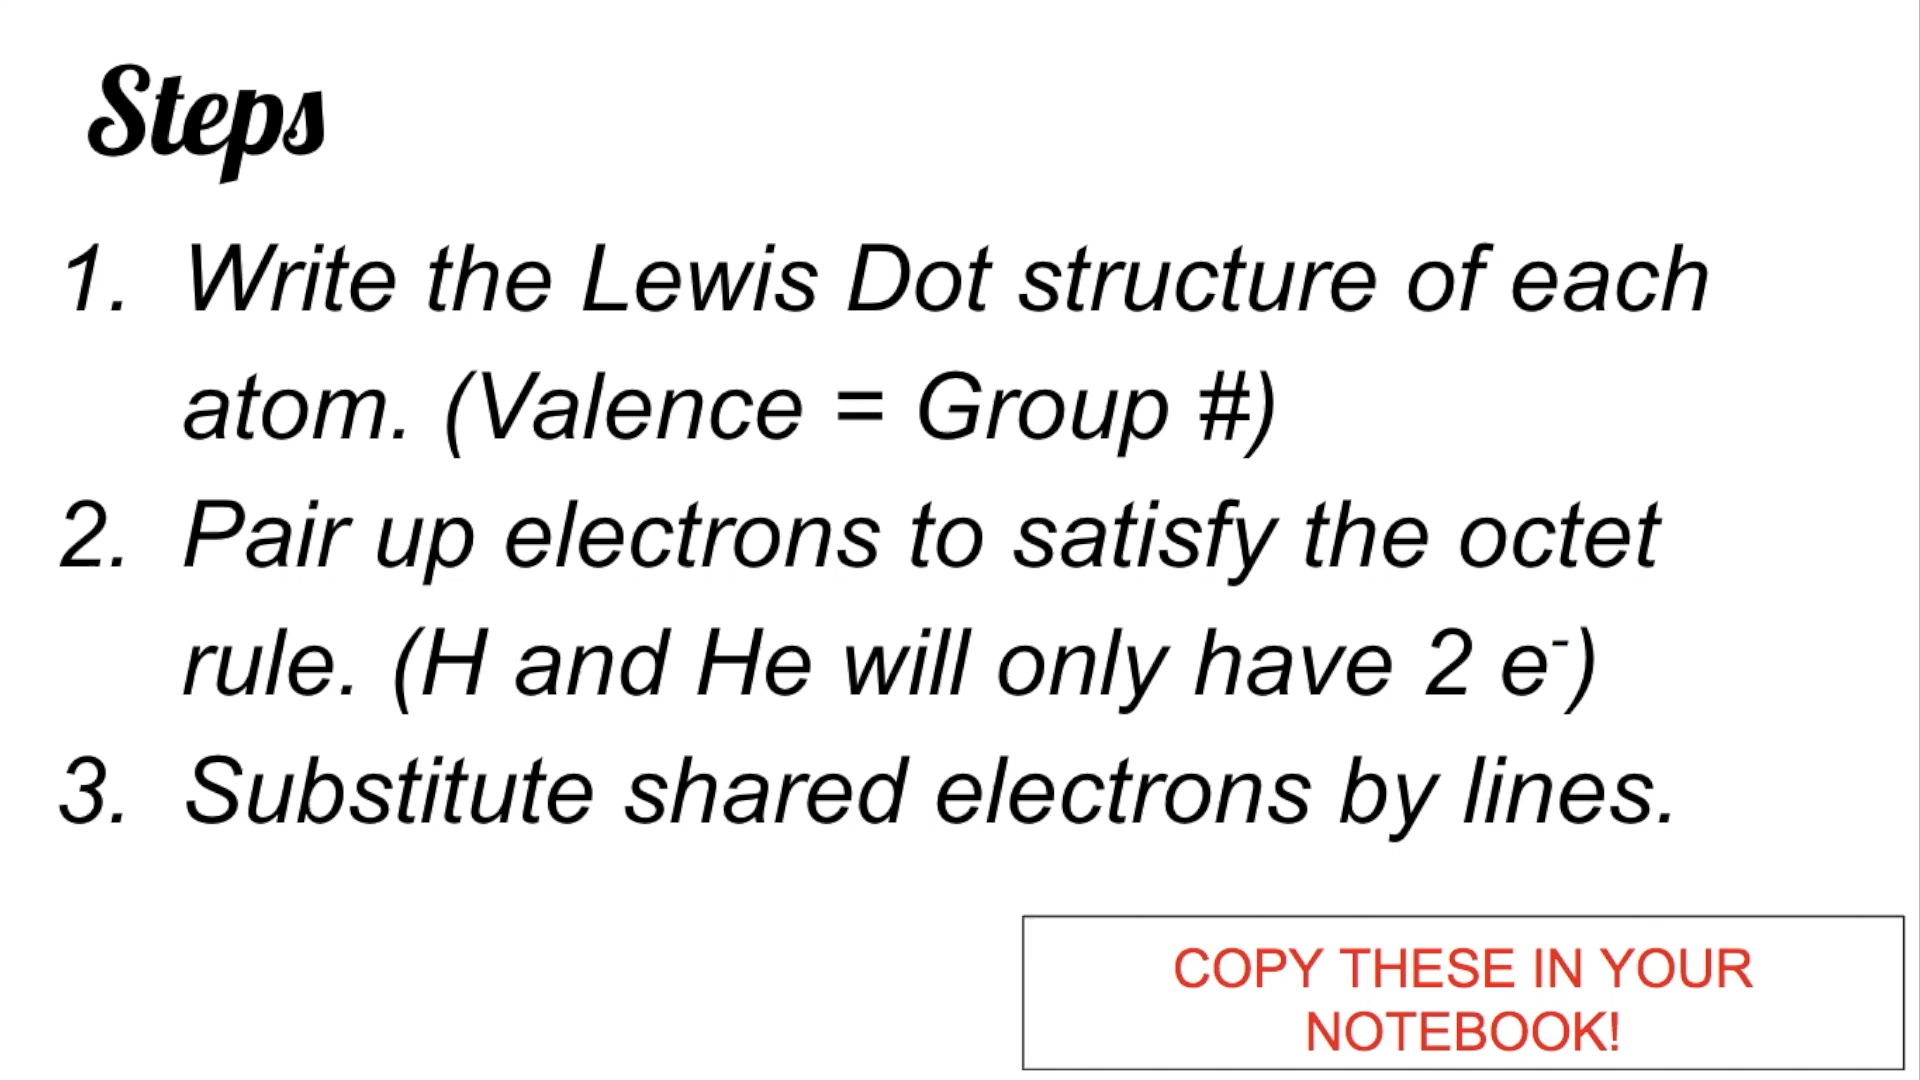 Steps
1. Write the Lewis Dot structure of each
atom. (Valence = Group #)
2. Pair up electrons to satisfy the octet
rule. (H and He will only have 2 e⁻)
3. Substitute shared electrons by lines.
COPY THESE IN YOUR
NOTEBOOK!